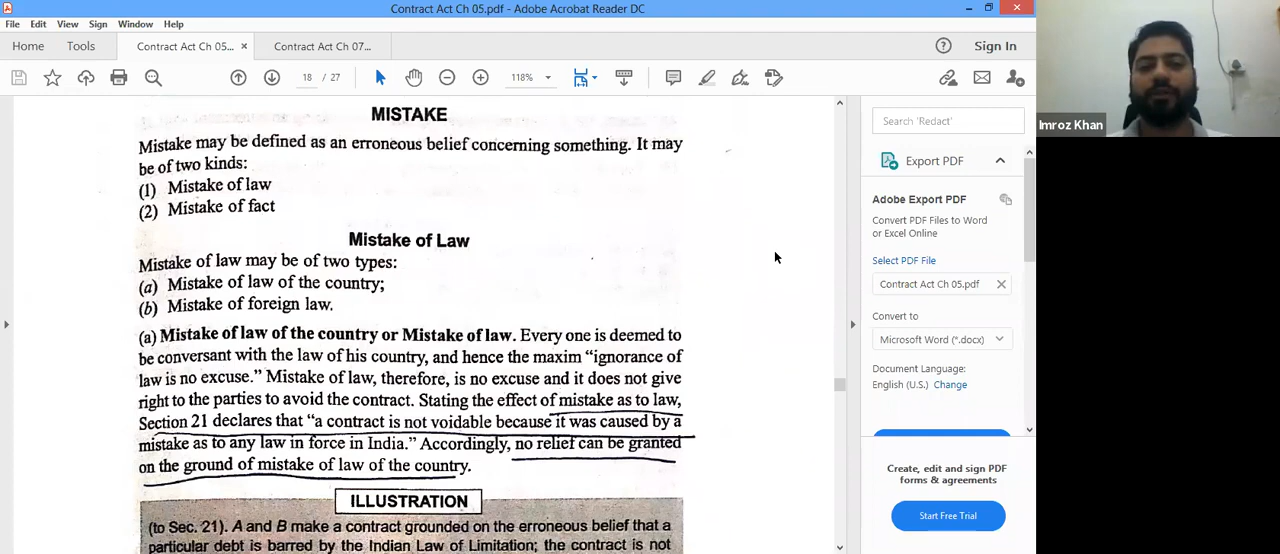 Contract Act Ch 05.pdf - Adobe Acrobat Reader DC
File Edit View Sign Window Help
Home Tools Contract Act Ch 05... × Contract Act Ch 07... Sign In
18 / 27 118%
MISTAKE
Mistake may be defined as an erroneous belief concerning something. It may
be of two kinds:
(1) Mistake of law
(2) Mistake of fact
Mistake of Law
Mistake of law may be of two types:
(a) Mistake of law of the country;
(b) Mistake of foreign law.
(a) Mistake of law of the country or Mistake of law. Every one is deemed to
be conversant with the law of his country, and hence the maxim “ignorance of
law is no excuse.” Mistake of law, therefore, is no excuse and it does not give
right to the parties to avoid the contract. Stating the effect of mistake as to law,
Section 21 declares that “a contract is not voidable because it was caused by a
mistake as to any law in force in India.” Accordingly, no relief can be granted
on the ground of mistake of law of the country.
ILLUSTRATION
(to Sec. 21). A and B make a contract grounded on the erroneous belief that a
particular debt is barred by the Indian Law of Limitation; the contract is not
Search 'Redact'
Export PDF
Adobe Export PDF
Convert PDF Files to Word
or Excel Online
Select PDF File
Contract Act Ch 05.pdf
Convert to
Microsoft Word (*.docx)
Document Language:
English (U.S.) Change
Create, edit and sign PDF
forms & agreements
Start Free Trial
Imroz Khan